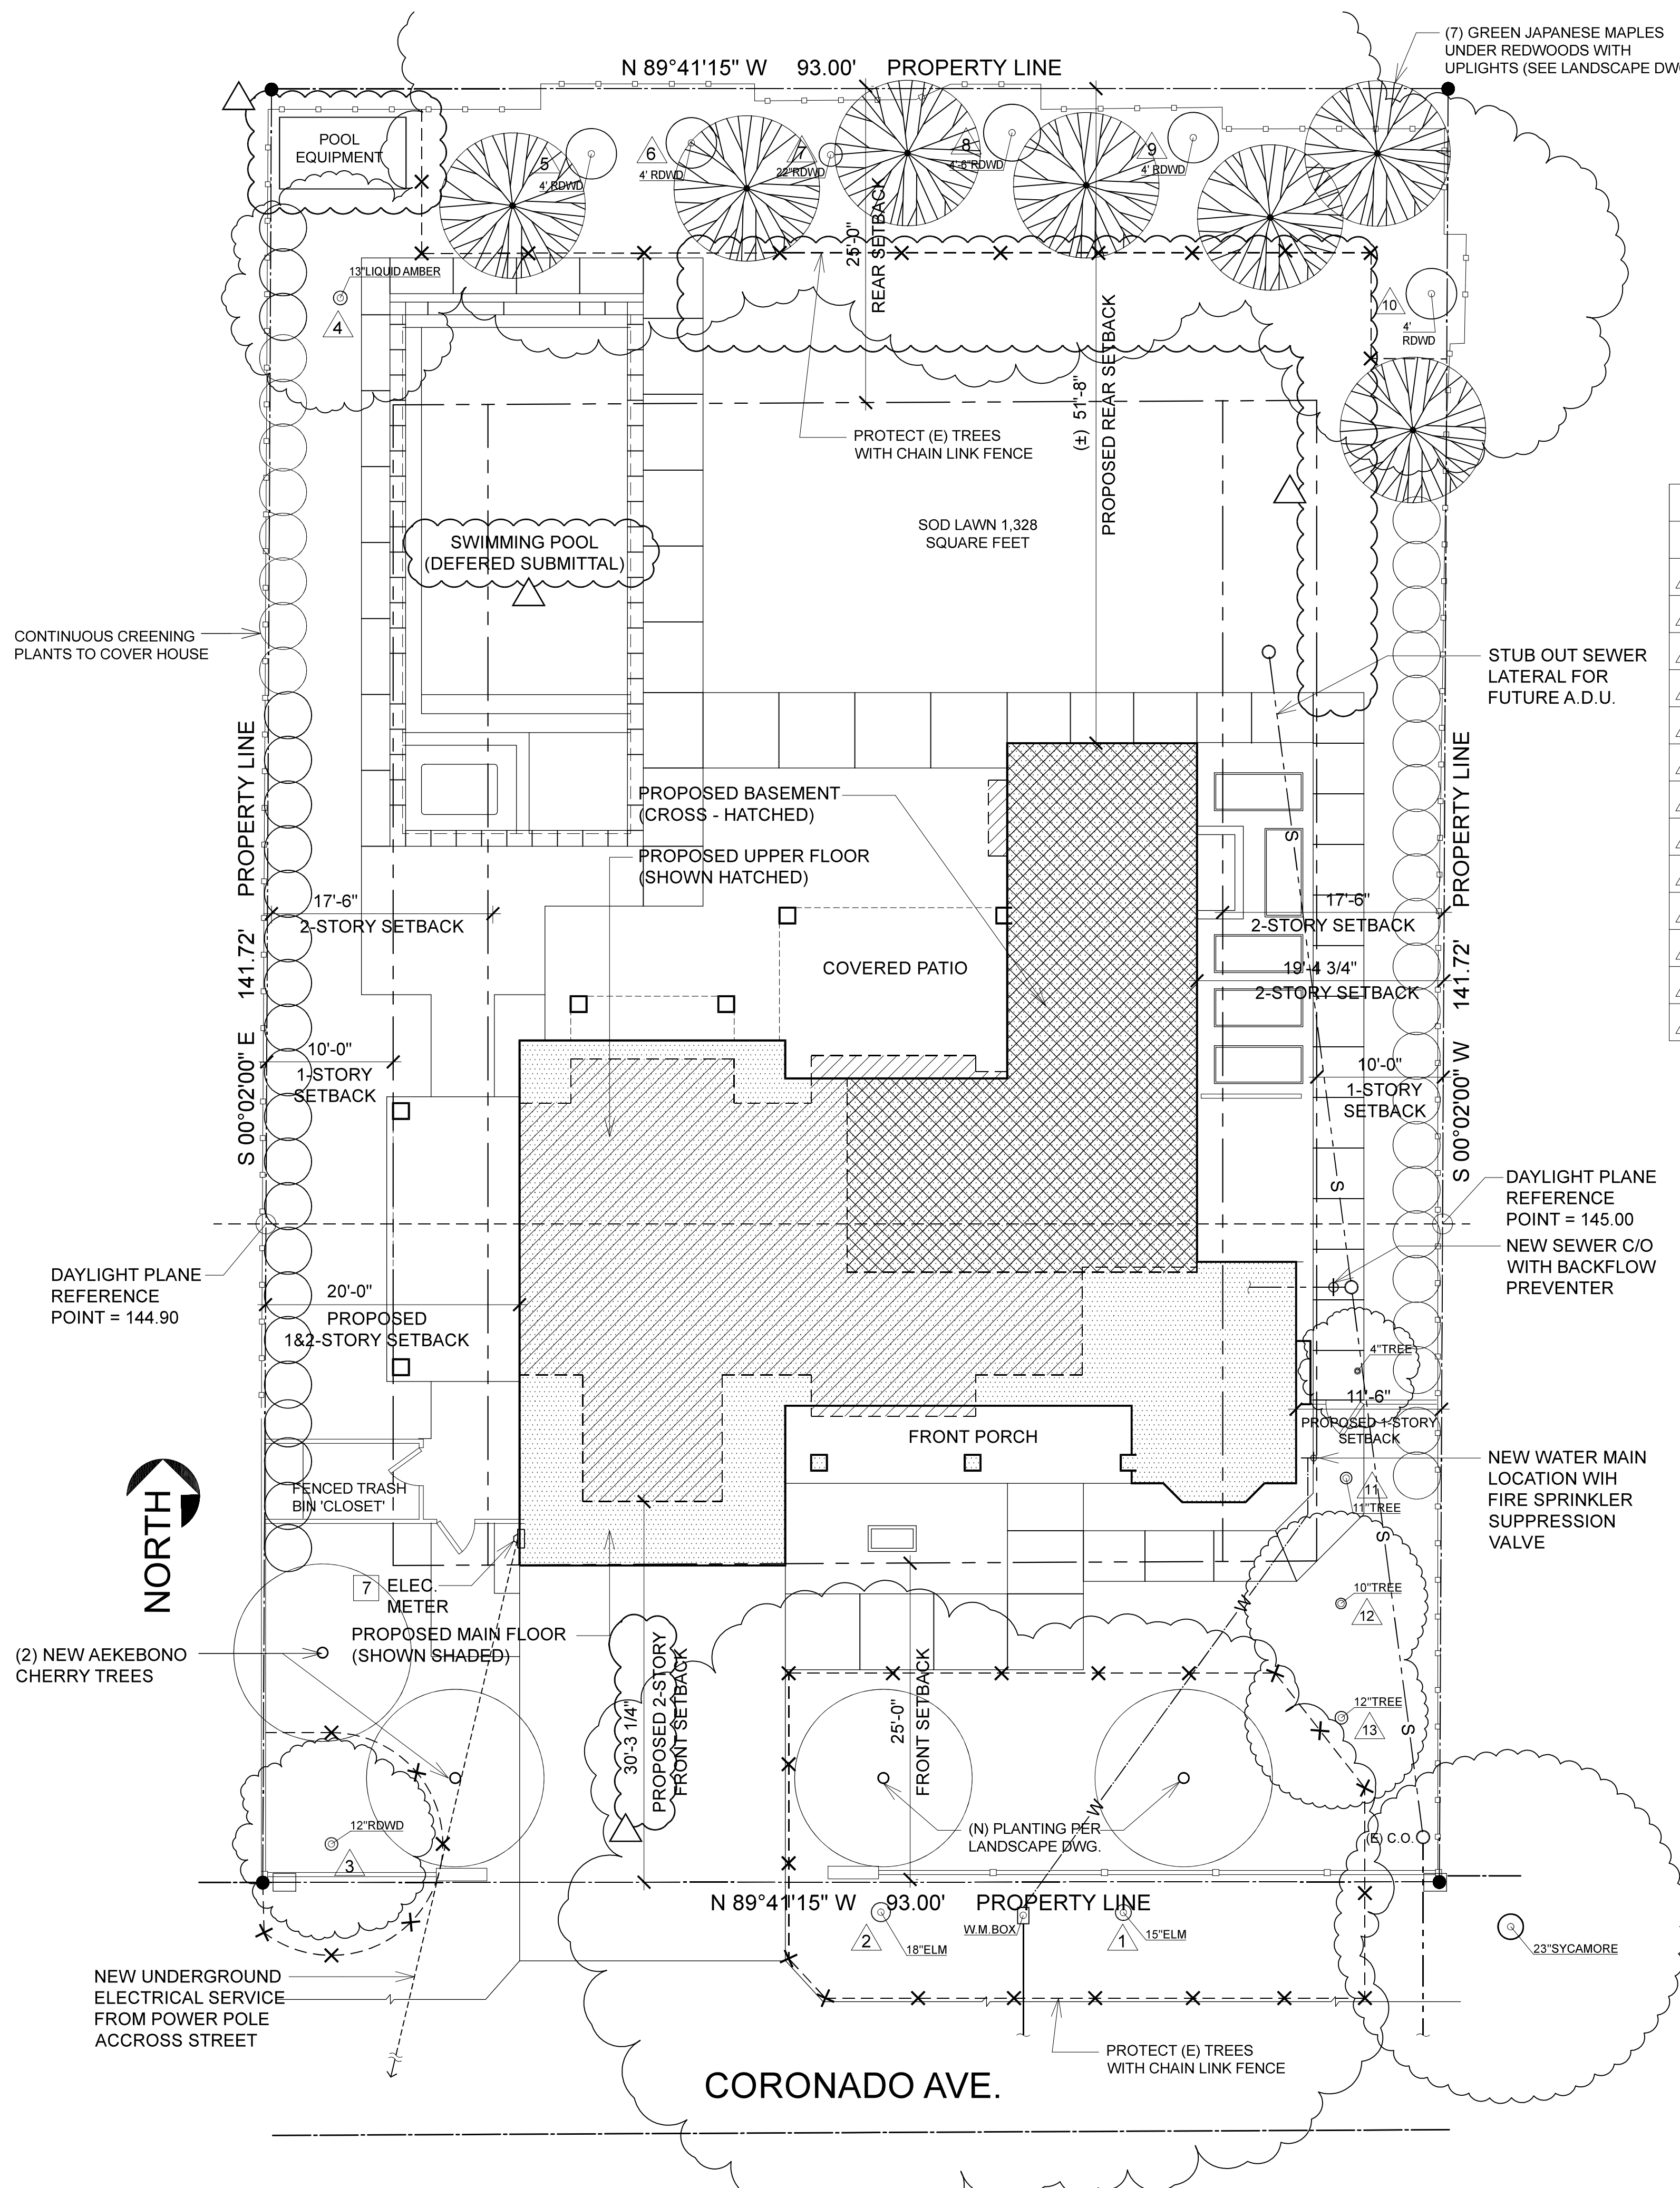 (7) GREEN JAPANESE MAPLES
UNDER REDWOODS WITH
UPLIGHTS (SEE LANDSCAPE
N 89°41'15" W 93.00' PROPERTY LINE
POOL
EQUIPMENT
5
4' RDWD
6
4' RDWD
7
22"RDWD
8
4'-6"RDWD
9
4' RDWD
25'-0"
REAR SETBACK
13"LIQUID AMBER
4
10
4'
RDWD
(±) 51'-8"
PROPOSED REAR SETBACK
PROTECT (E) TREES
WITH CHAIN LINK FENCE
SOD LAWN 1,328
SQUARE FEET
SWIMMING POOL
(DEFERED SUBMITTAL)
CONTINUOUS CREENING
PLANTS TO COVER HOUSE
STUB OUT SEWER
LATERAL FOR
FUTURE A.D.U.
S 00°02'00" E 141.72' PROPERTY LINE
S 00°02'00" W 141.72' PROPERTY LINE
PROPOSED BASEMENT
(CROSS - HATCHED)
S
PROPOSED UPPER FLOOR
(SHOWN HATCHED)
17'-6"
2-STORY SETBACK
17'-6"
2-STORY SETBACK
COVERED PATIO
19'-4 3/4"
2-STORY SETBACK
10'-0"
1-STORY
SETBACK
10'-0"
1-STORY
SETBACK
S
DAYLIGHT PLANE
REFERENCE
POINT = 145.00
NEW SEWER C/O
WITH BACKFLOW
PREVENTER
DAYLIGHT PLANE
REFERENCE
POINT = 144.90
20'-0"
PROPOSED
1&2-STORY SETBACK
4"TREE
11'-6"
PROPOSED 1-STORY
SETBACK
FRONT PORCH
NEW WATER MAIN
LOCATION WIH
FIRE SPRINKLER
SUPPRESSION
VALVE
NORTH
FENCED TRASH
BIN 'CLOSET'
11
11"TREE
S
7
ELEC.
METER
10"TREE
12
W
PROPOSED MAIN FLOOR
(SHOWN SHADED)
(2) NEW AEKEBONO
CHERRY TREES
30'-3 1/4"
PROPOSED 2-STORY
FRONT SETBACK
25'-0"
FRONT SETBACK
12"TREE
13
S
W
(N) PLANTING PER
LANDSCAPE DWG.
12"RDWD
3
(E) C.O.
N 89°41'15" W 93.00' PROPERTY LINE
2
18"ELM
W.M.BOX
1
15"ELM
23"SYCAMORE
NEW UNDERGROUND
ELECTRICAL SERVICE
FROM POWER POLE
ACCROSS STREET
PROTECT (E) TREES
WITH CHAIN LINK FENCE
CORONADO AVE.